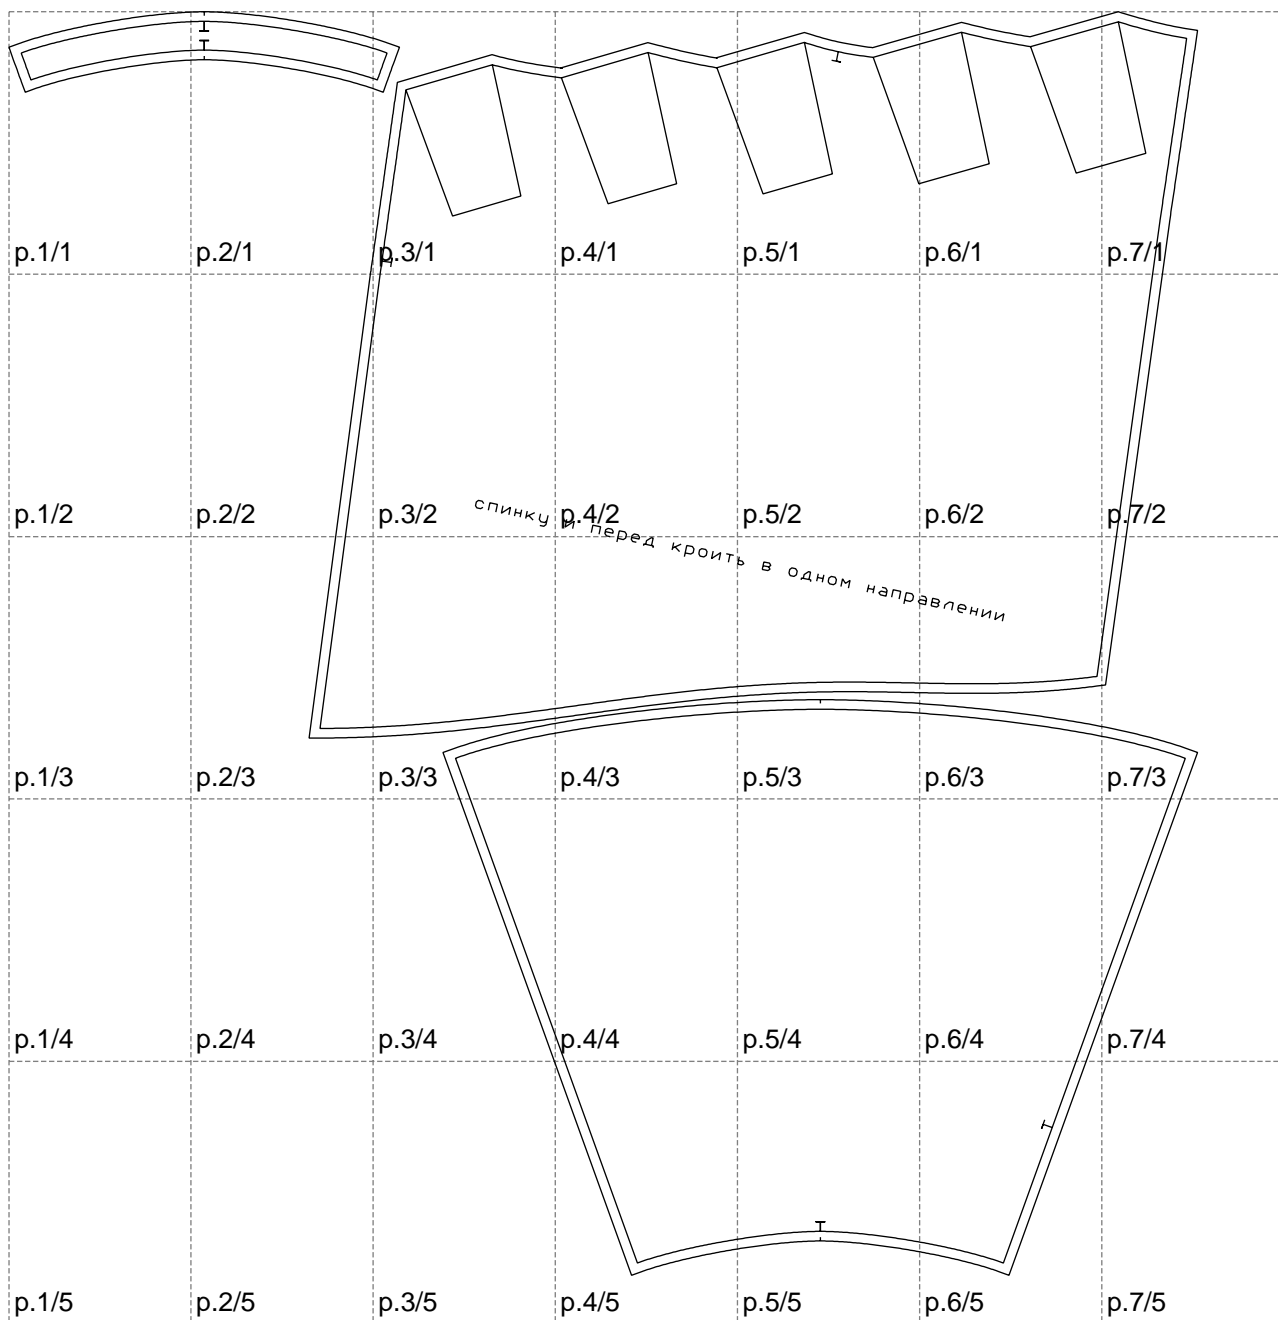 p.1/1 p.2/1 p.3/1 p.4/1 p.5/1 p.6/1 p.7/1
p.1/2 p.2/2 p.3/2 p.4/2 p.5/2 p.6/2 p.7/2
спинку и перед кроить в одном направлении
p.1/3 p.2/3 p.3/3 p.4/3 p.5/3 p.6/3 p.7/3
p.1/4 p.2/4 p.3/4 p.4/4 p.5/4 p.6/4 p.7/4
p.1/5 p.2/5 p.3/5 p.4/5 p.5/5 p.6/5 p.7/5